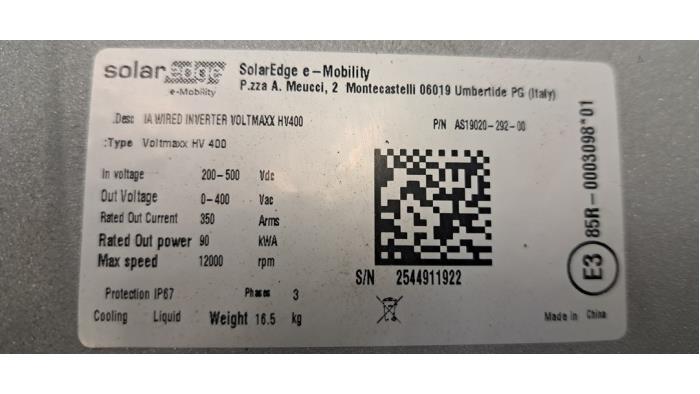 solaredge
e-Mobility
SolarEdge e-Mobility
P.zza A. Meucci, 2 Montecastelli 06019 Umbertide PG (Italy)
Desc IA WIRED INVERTER VOLTMAXX HV400
P/N AS19020-292-00
Type Voltmaxx HV 400
In voltage 200-500 Vdc
Out Voltage 0-400 Vac
Rated Out Current 350 Arms
Rated Out power 90 kWA
Max speed 12000 rpm
S/N 2544911922
Protection IP67 Phases 3
Cooling Liquid Weight 16.5 kg
E3 85R-0003098*01
Made in China